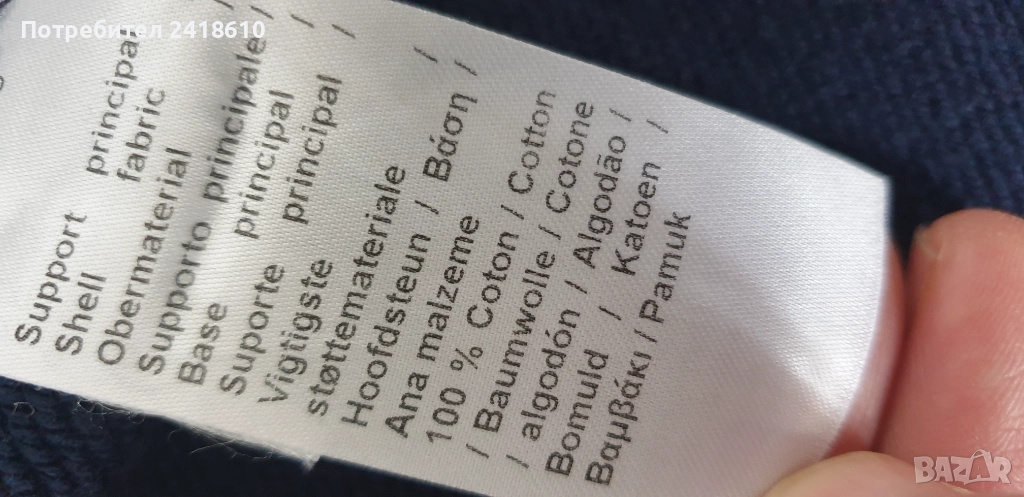 Потребител 2418610
Support principal /
Shell fabric /
Obermaterial /
Supporto principale /
Base principal /
Suporte principal /
Vigtigste
støttemateriale /
Hoofdsteun / Βάση /
Ana malzeme
100 % Coton / Cotton
/ Baumwolle / Cotone
/ algodón / Algodão /
Bomuld / Katoen /
Βαμβάκι / Pamuk
BAZAR